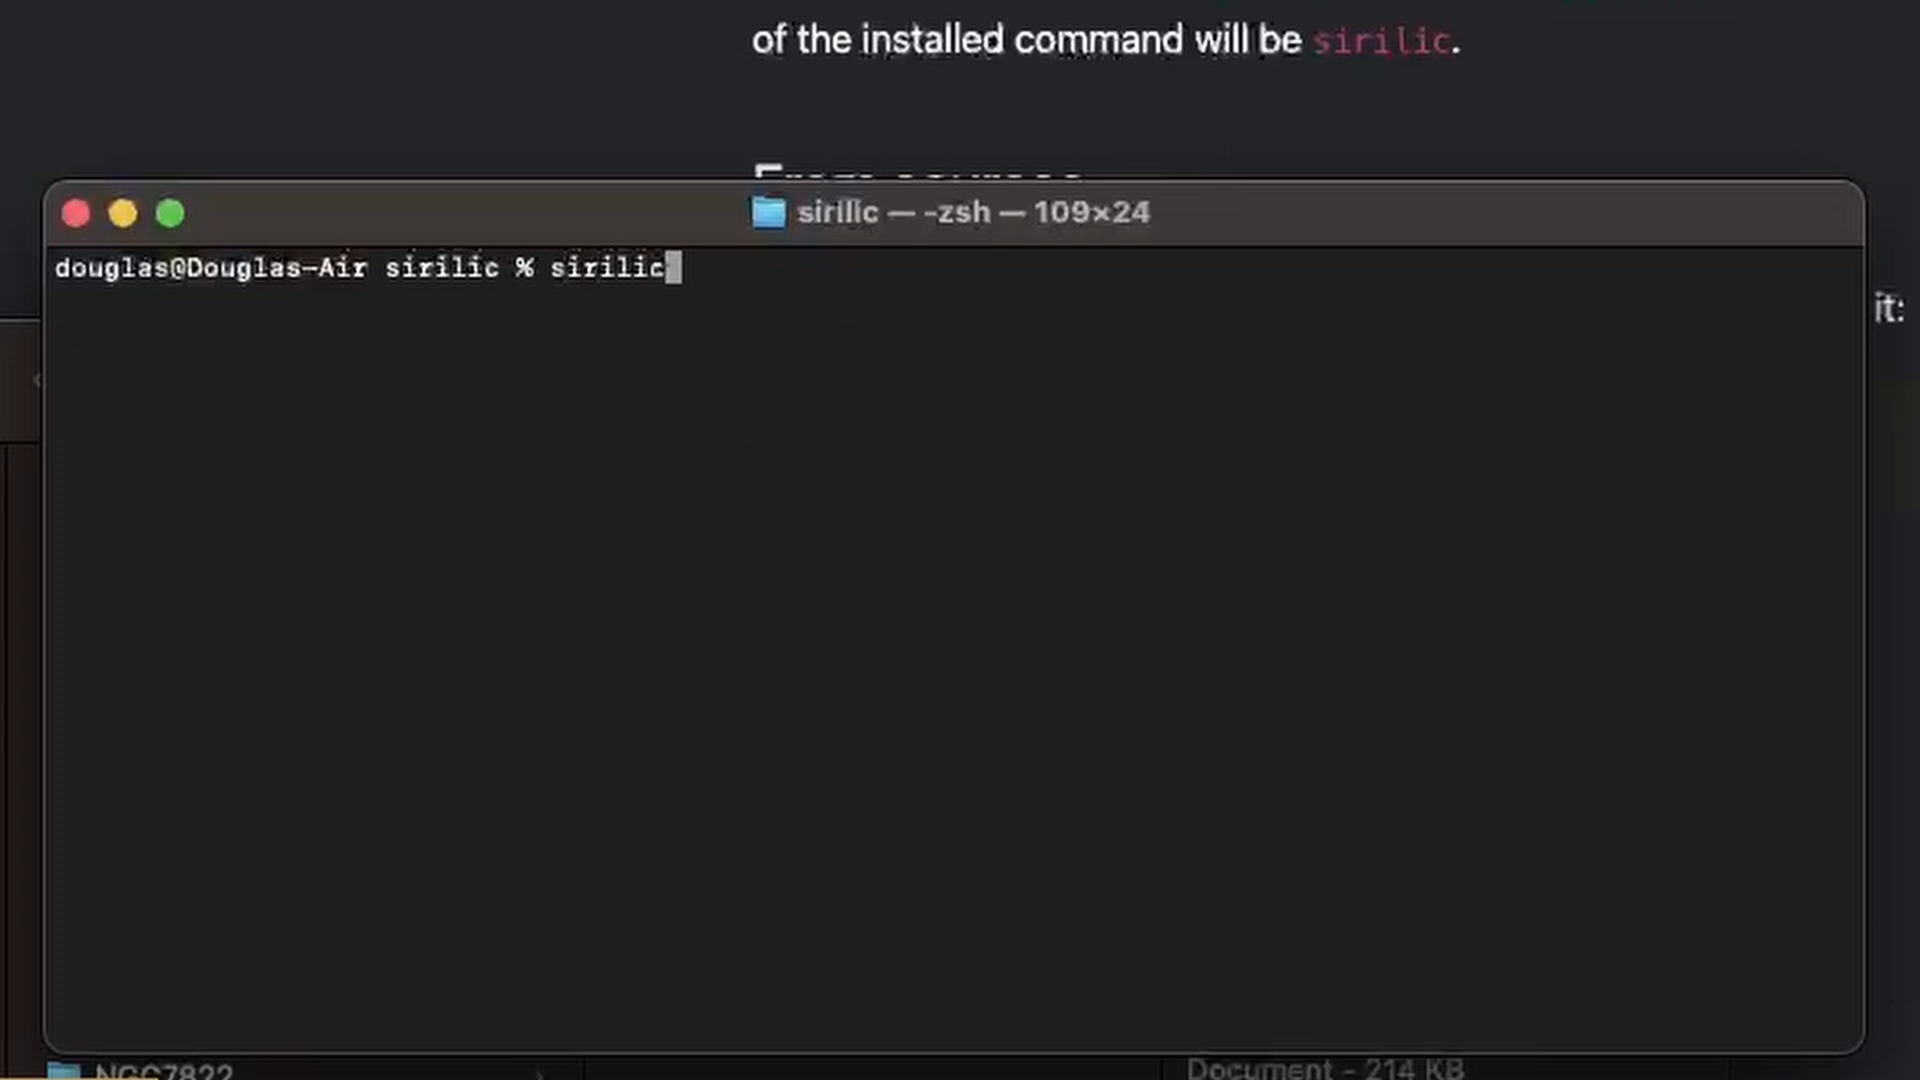 of the installed command will be sirilic.
sirilic — -zsh — 109×24
douglas@Douglas-Air sirilic % sirilic
it:
NGC7822
Document - 214 KB